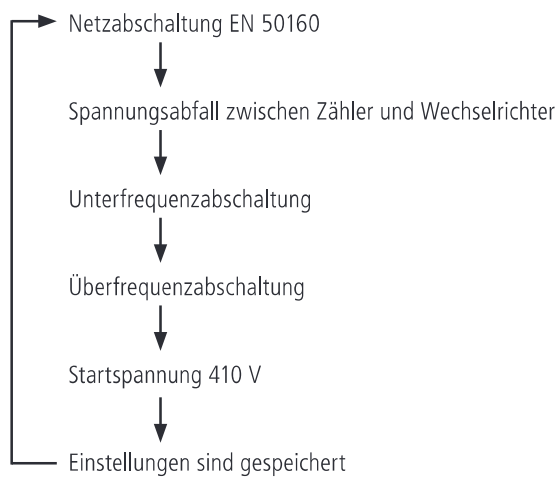 Netzabschaltung EN 50160
Spannungsabfall zwischen Zähler und Wechselrichter
Unterfrequenzabschaltung
Überfrequenzabschaltung
Startspannung 410 V
Einstellungen sind gespeichert